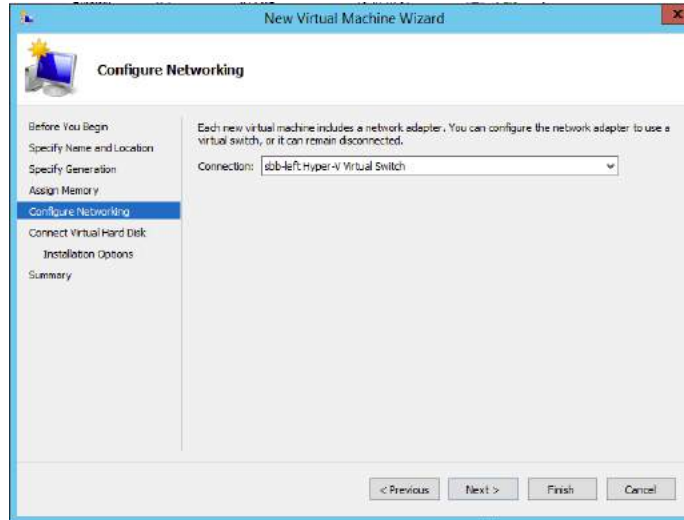 New Virtual Machine Wizard
Configure Networking
Before You Begin
Specify Name and Location
Specify Generation
Assign Memory
Configure Networking
Connect Virtual Hard Disk
Installation Options
Summary
Each new virtual machine includes a network adapter. You can configure the network adapter to use a
virtual switch, or it can remain disconnected.
Connection: sbb-left Hyper-V Virtual Switch
< Previous Next > Finish Cancel